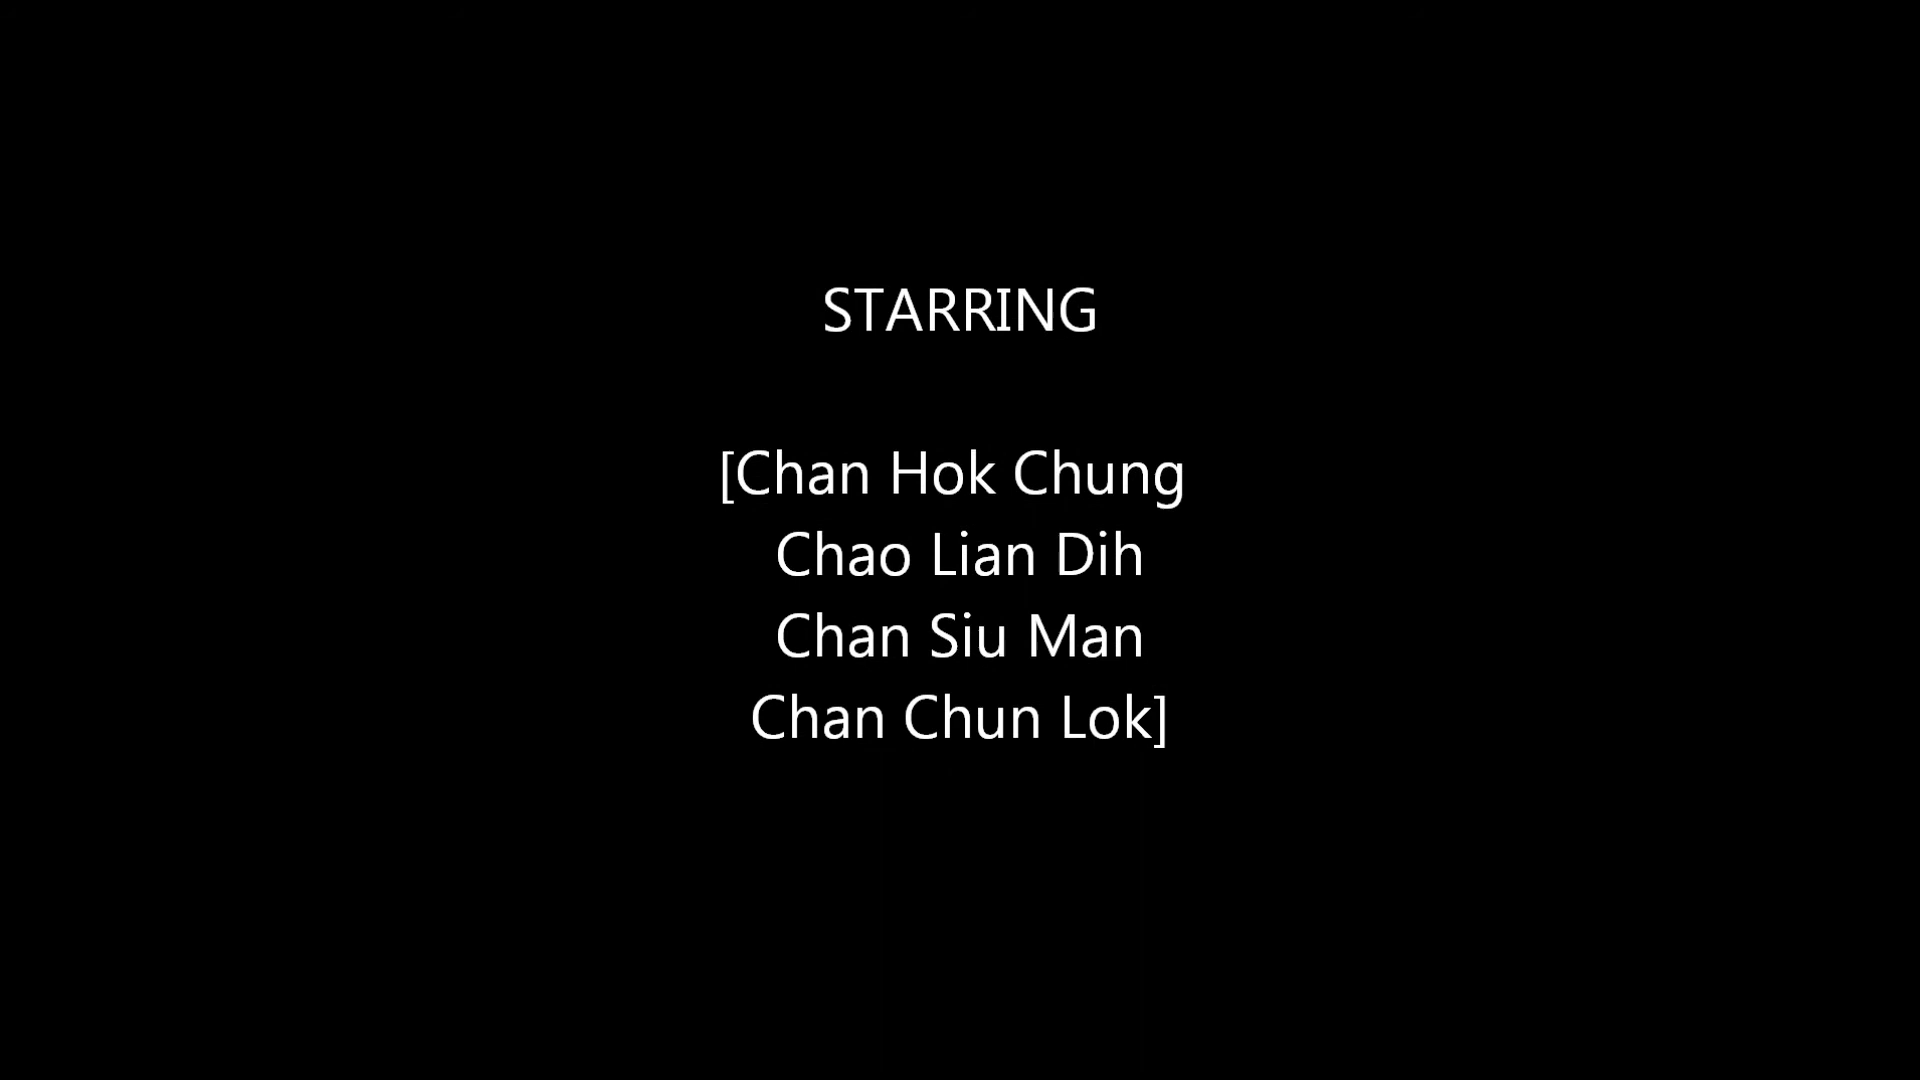 STARRING
[Chan Hok Chung
Chao Lian Dih
Chan Siu Man
Chan Chun Lok]